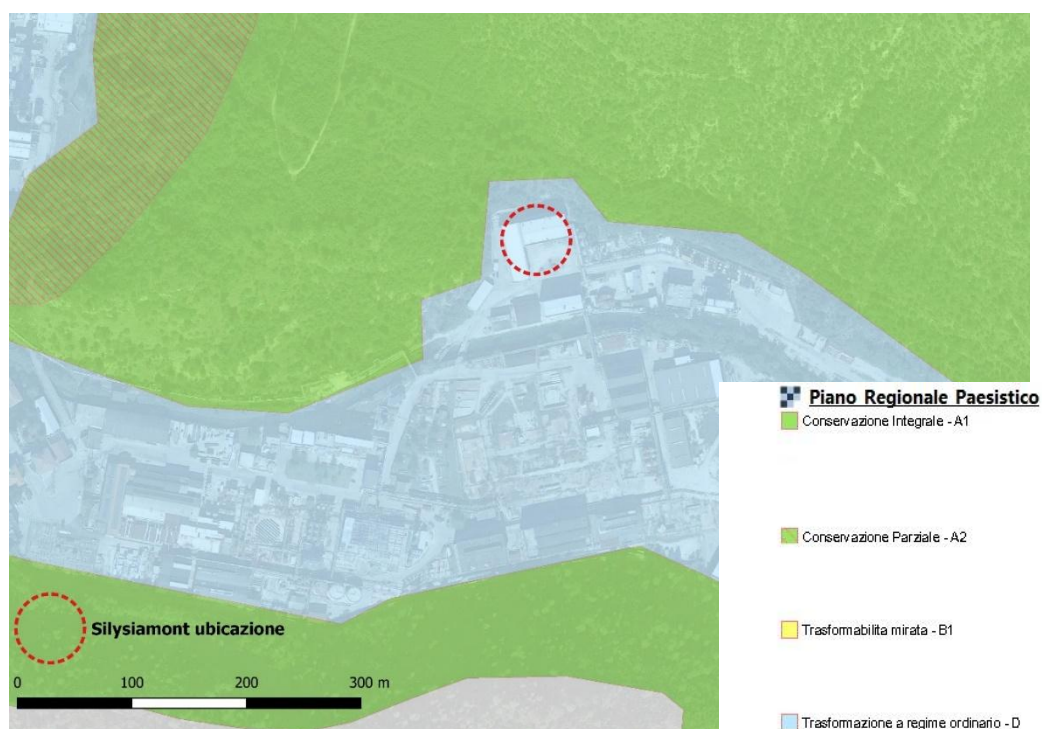 Piano Regionale Paesistico
Conservazione Integrale - A1
Conservazione Parziale - A2
Trasformabilita mirata - B1
Trasformazione a regime ordinario - D
Silysiamont ubicazione
0 100 200 300 m